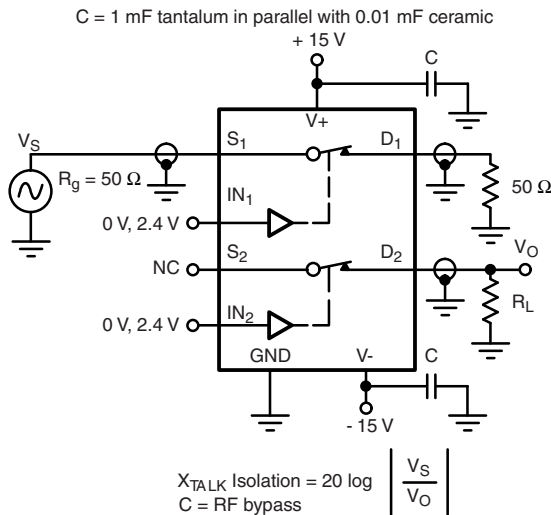 C = 1 mF tantalum in parallel with 0.01 mF ceramic
+ 15 V
C
V+
VS
S1
D1
Rg = 50 Ω
50 Ω
IN1
0 V, 2.4 V
S2
D2
VO
NC
RL
IN2
0 V, 2.4 V
GND
V-
C
- 15 V
XTALK Isolation = 20 log | VS / VO |
C = RF bypass